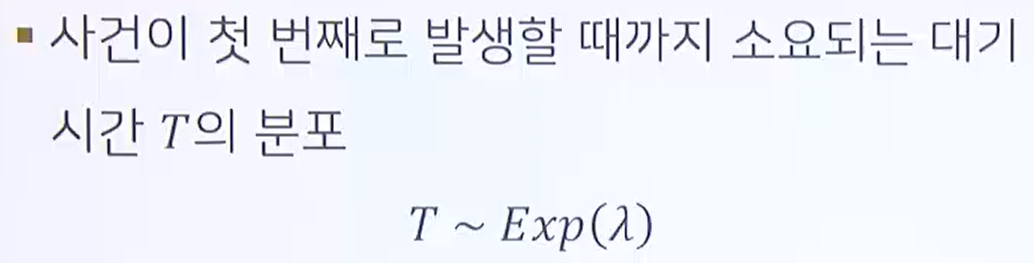 ▪ 사건이 첫 번째로 발생할 때까지 소요되는 대기
시간 T의 분포
T ~ Exp(λ)